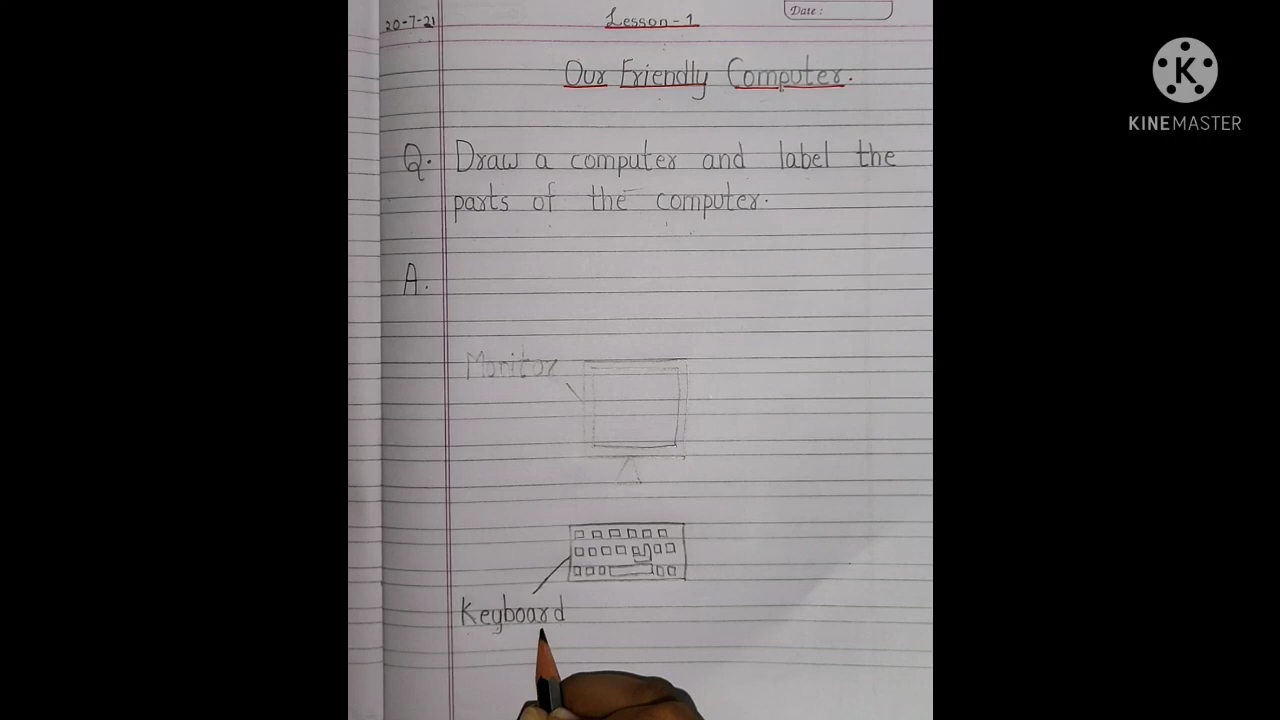 20-7-21
Lesson - 1
Date :
Our Friendly Computer.
Q. Draw a computer and label the
parts of the computer.
A.
Monitor
Keyboard
K
KINEMASTER